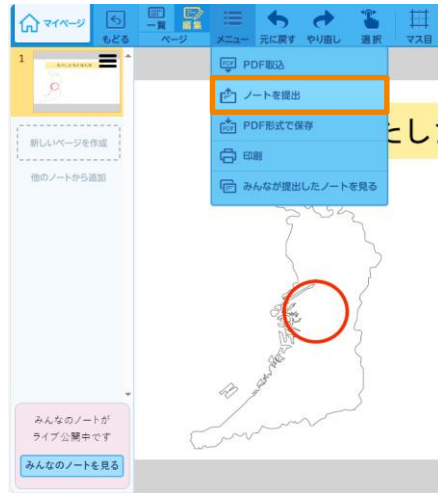 マイページ
もどる
一覧
編集
ページ
メニュー
元に戻す
やり直し
選択
マス目
1
新しいページを作成
他のノートから追加
PDF PDF取込
ノートを提出
PDF PDF形式で保存
印刷
みんなが提出したノートを見る
とした
みんなのノートが
ライブ公開中です
みんなのノートを見る